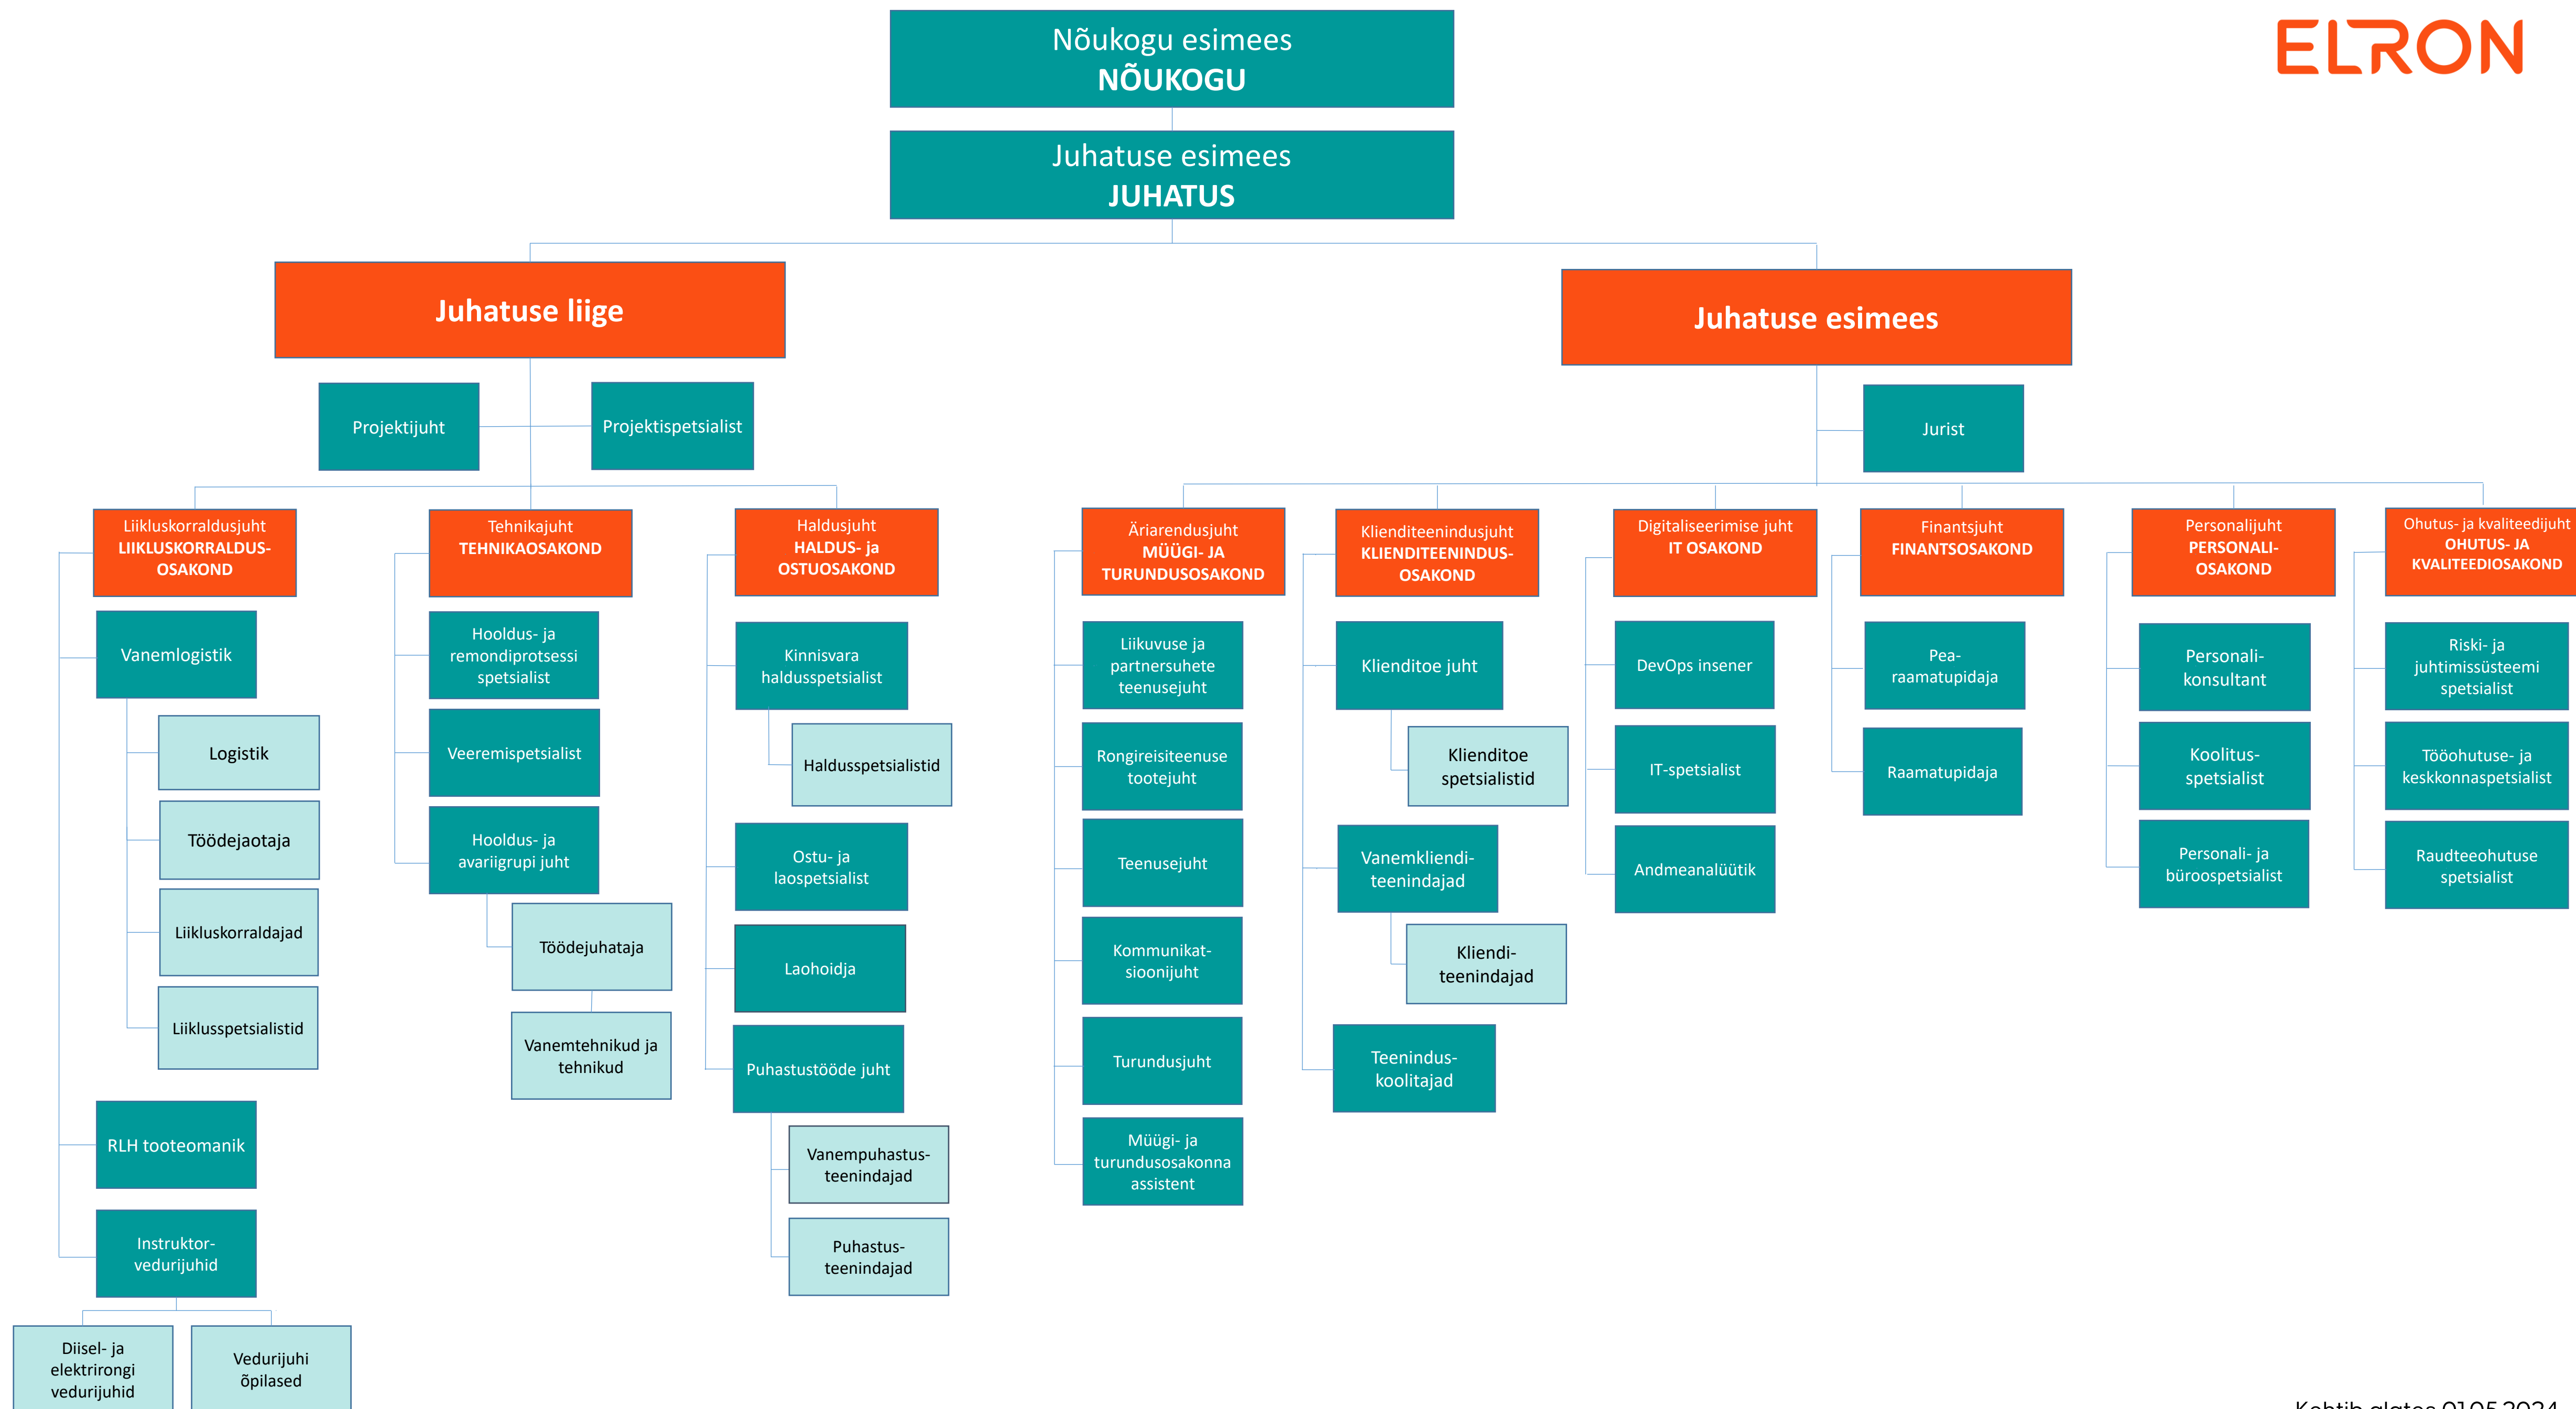 ELRON
Nõukogu esimees
NÕUKOGU
Juhatuse esimees
JUHATUS
Juhatuse liige
Juhatuse esimees
Projektijuht
Projektispetsialist
Jurist
Liikluskorraldusjuht
LIIKLUSKORRALDUS-
OSAKOND
Vanemlogistik
Logistik
Töödejaotaja
Liikluskorraldajad
Liiklusspetsialistid
RLH tooteomanik
Instruktor-
vedurijuhid
Diisel- ja
elektrirongi
vedurijuhid
Vedurijuhi
õpilased
Tehnikajuht
TEHNIKAOSAKOND
Hooldus- ja
remondiprotsessi
spetsialist
Veeremispetsialist
Hooldus- ja
avariigrupi juht
Töödejuhataja
Vanemtehnikud ja
tehnikud
Haldusjuht
HALDUS- ja
OSTUOSAKOND
Kinnisvara
haldusspetsialist
Haldusspetsialistid
Ostu- ja
laospetsialist
Laohoidja
Puhastustööde juht
Vanempuhastus-
teenindajad
Puhastus-
teenindajad
Äriarendusjuht
MÜÜGI- JA
TURUNDUSOSAKOND
Liikuvuse ja
partnersuhete
teenusejuht
Rongireisiteenuse
tootejuht
Teenusejuht
Kommunikat-
sioonijuht
Turundusjuht
Müügi- ja
turundusosakonna
assistent
Klienditeenindusjuht
KLIENDITEENINDUS-
OSAKOND
Klienditoe juht
Klienditoe
spetsialistid
Vanemkliendi-
teenindajad
Kliendi-
teenindajad
Teenindus-
koolitajad
Digitaliseerimise juht
IT OSAKOND
DevOps insener
IT-spetsialist
Andmeanalüütik
Finantsjuht
FINANTSOSAKOND
Pea-
raamatupidaja
Raamatupidaja
Personalijuht
PERSONALI-
OSAKOND
Personali-
konsultant
Koolitus-
spetsialist
Personali- ja
büroospetsialist
Ohutus- ja kvaliteedijuht
OHUTUS- JA
KVALITEEDIOSAKOND
Riski- ja
juhtimissüsteemi
spetsialist
Tööohutuse- ja
keskkonnaspetsialist
Raudteeohutuse
spetsialist
Kehtib alates 01.05.2024